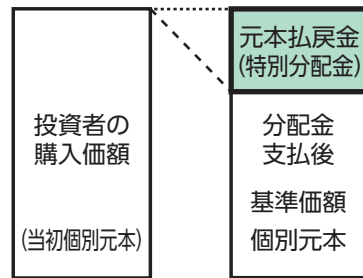 投資者の
購入価額
(当初個別元本)
元本払戻金
(特別分配金)
分配金
支払後
基準価額
個別元本